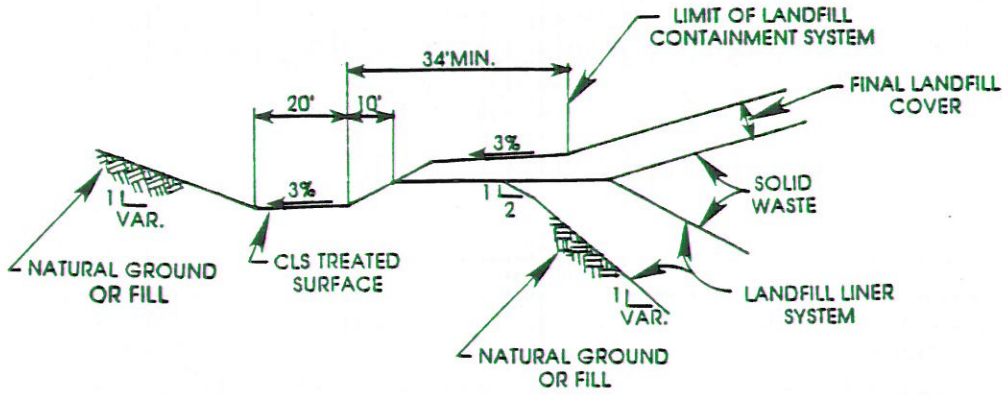 LIMIT OF LANDFILL
CONTAINMENT SYSTEM
34'MIN.
FINAL LANDFILL
COVER
20'
10'
3%
3%
1
VAR.
1
2
SOLID
WASTE
NATURAL GROUND
OR FILL
CLS TREATED
SURFACE
1
VAR.
LANDFILL LINER
SYSTEM
NATURAL GROUND
OR FILL